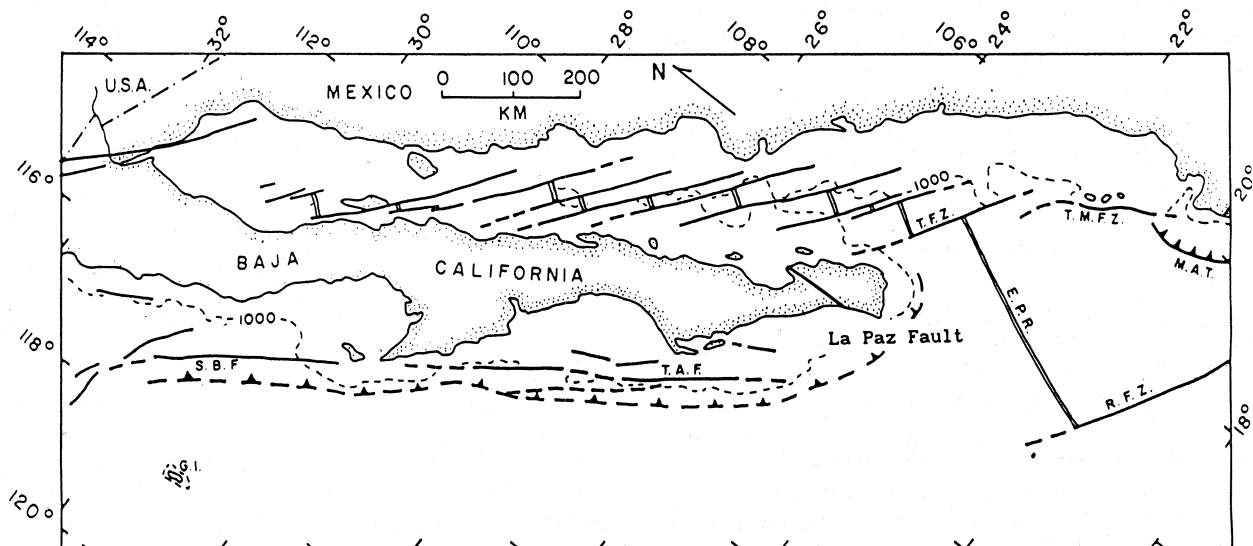 114° 32° 112° 30° 110° 28° 108° 26° 106° 24° 22°
U.S.A.
MEXICO
0 100 200
KM
N
116°
20°
1000
T.F.Z.
T.M.F.Z.
M.A.T.
BAJA CALIFORNIA
E.P.R.
1000
118°
La Paz Fault
S.B.F.
T.A.F.
R.F.Z.
18°
G.I.
120°